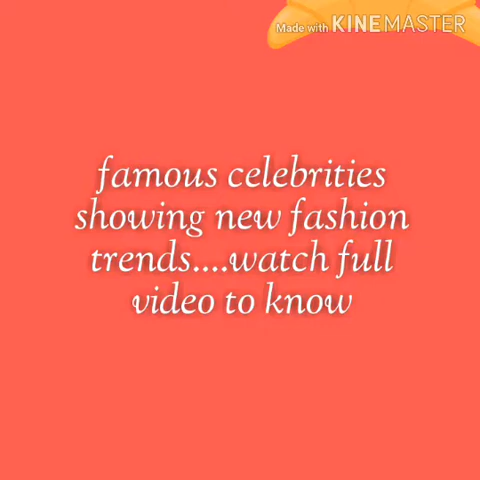 Made with KINEMASTER
famous celebrities
showing new fashion
trends....watch full
video to know